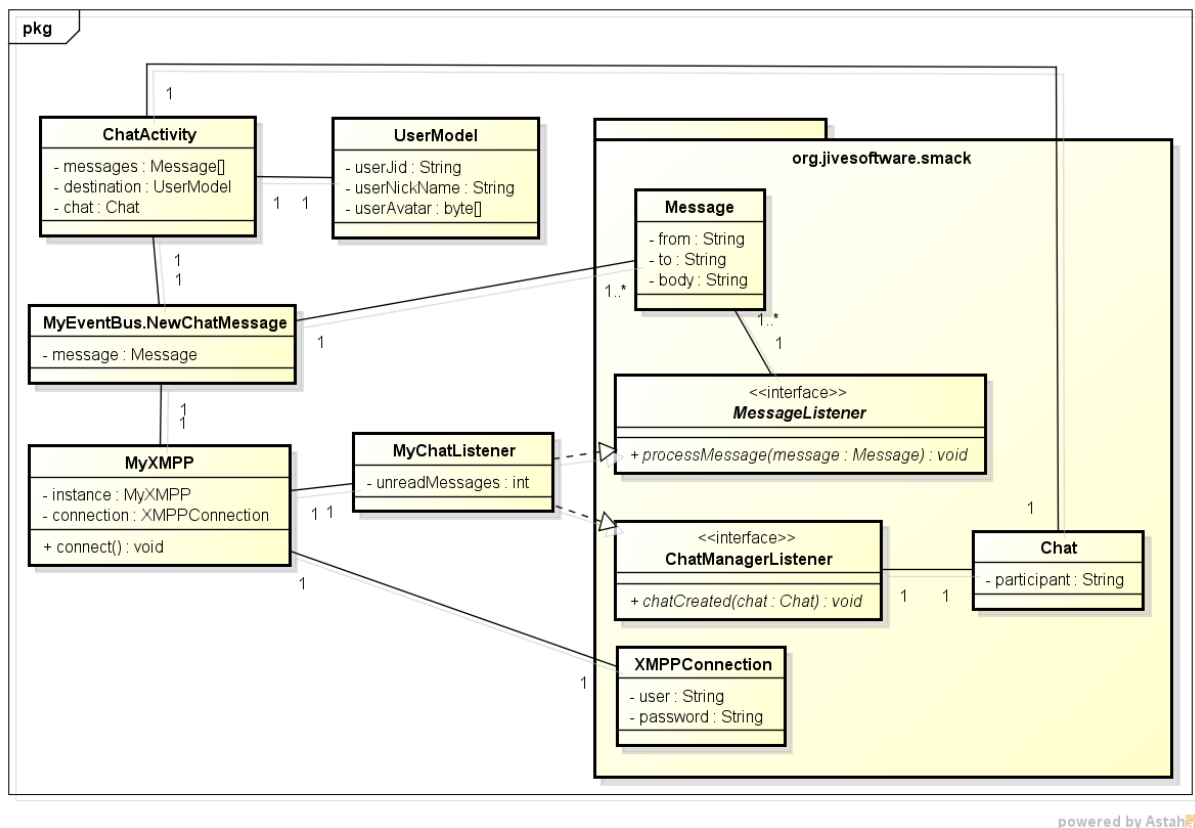 pkg
1
ChatActivity
- messages : Message[]
- destination : UserModel
- chat : Chat
UserModel
- userJid : String
- userNickName : String
- userAvatar : byte[]
1 1
org.jivesoftware.smack
Message
- from : String
- to : String
- body : String
1
1
1..*
MyEventBus.NewChatMessage
- message : Message
1
1..*
1
<<interface>>
MessageListener
+ processMessage(message : Message) : void
1
1
MyXMPP
- instance : MyXMPP
- connection : XMPPConnection
+ connect() : void
MyChatListener
- unreadMessages : int
1 1
1
<<interface>>
ChatManagerListener
+ chatCreated(chat : Chat) : void
Chat
- participant : String
1
1 1
XMPPConnection
- user : String
- password : String
1
powered by Astah